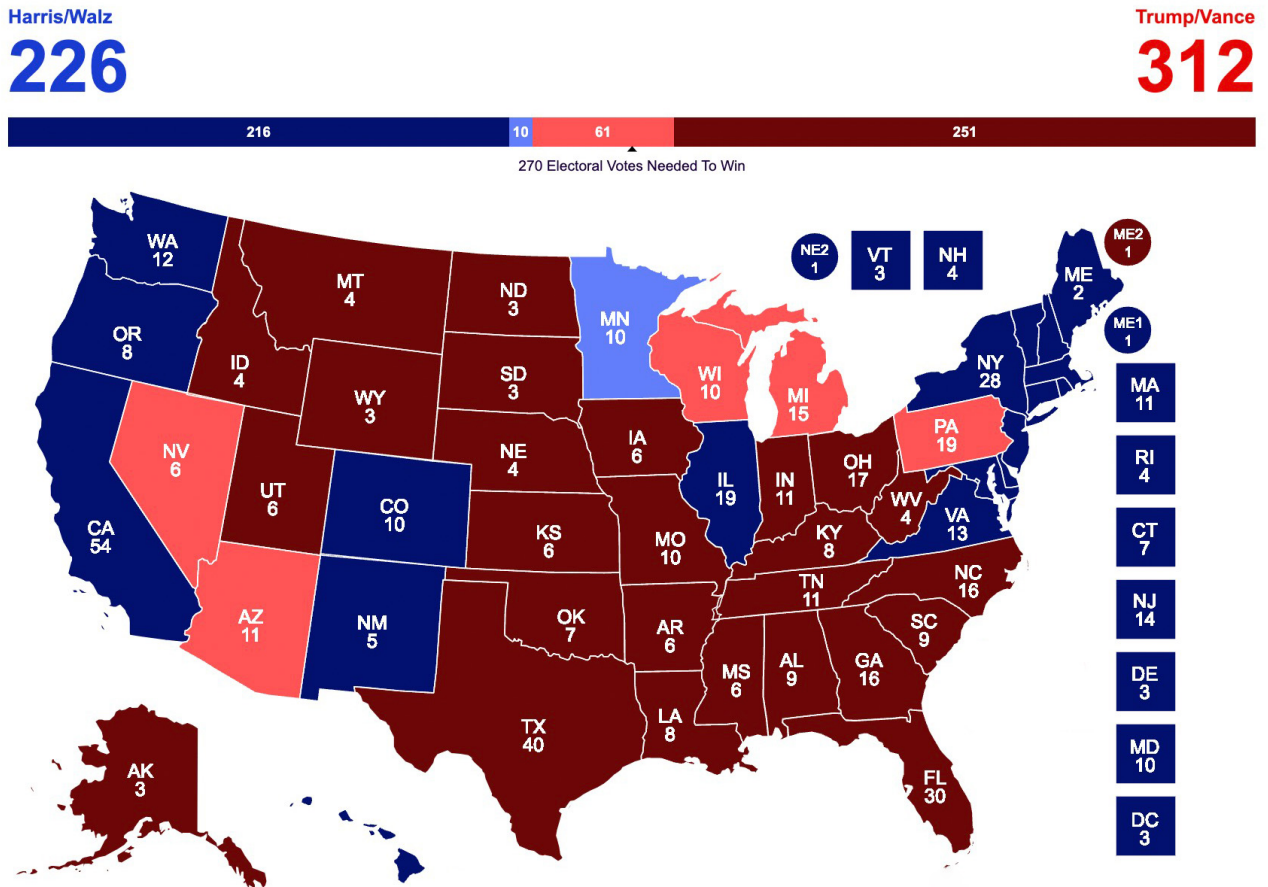 Harris/Walz
Trump/Vance
226
312
216
10
61
251
270 Electoral Votes Needed To Win
WA
12
OR
8
CA
54
NV
6
ID
4
MT
4
WY
3
UT
6
AZ
11
CO
10
NM
5
ND
3
SD
3
NE
4
KS
6
OK
7
TX
40
MN
10
IA
6
MO
10
AR
6
LA
8
WI
10
IL
19
MI
15
IN
11
OH
17
KY
8
TN
11
MS
6
AL
9
GA
16
FL
30
SC
9
NC
16
VA
13
WV
4
PA
19
NY
28
ME
2
NE2
1
VT
3
NH
4
ME2
1
ME1
1
MA
11
RI
4
CT
7
NJ
14
DE
3
MD
10
DC
3
AK
3